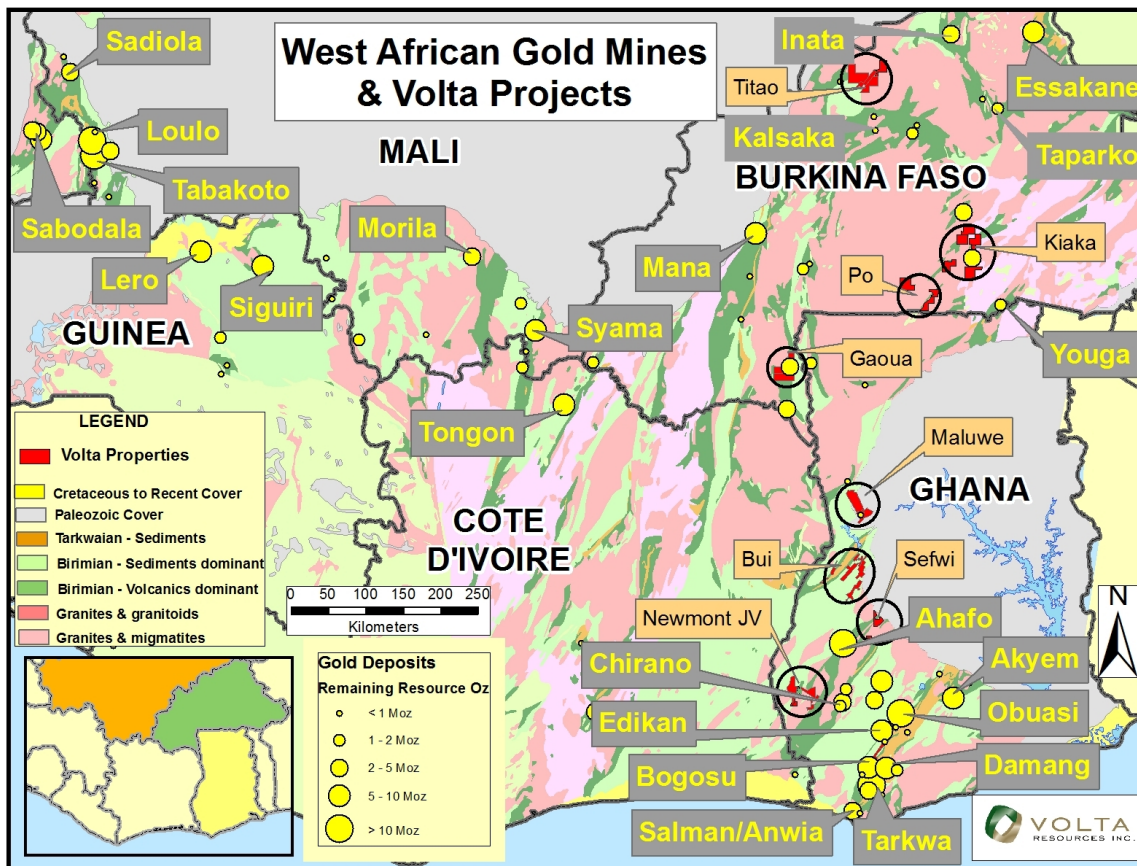 West African Gold Mines
& Volta Projects
Sadiola
Loulo
Tabakoto
Sabodala
MALI
Inata
Titao
Essakane
Kalsaka
Taparko
BURKINA FASO
Morila
Lero
Siguiri
Mana
Kiaka
Po
GUINEA
Syama
Gaoua
Youga
Tongon
LEGEND
Volta Properties
Cretaceous to Recent Cover
Paleozoic Cover
Tarkwaian - Sediments
Birimian - Sediments dominant
Birimian - Volcanics dominant
Granites & granitoids
Granites & migmatites
COTE
D'IVOIRE
0 50 100 150 200 250
Kilometers
Maluwe
GHANA
Bui
Sefwi
Newmont JV
Ahafo
N
Chirano
Akyem
Edikan
Obuasi
Bogosu
Damang
Salman/Anwia
Tarkwa
Gold Deposits
Remaining Resource Oz
< 1 Moz
1 - 2 Moz
2 - 5 Moz
5 - 10 Moz
> 10 Moz
VOLTA
RESOURCES INC.